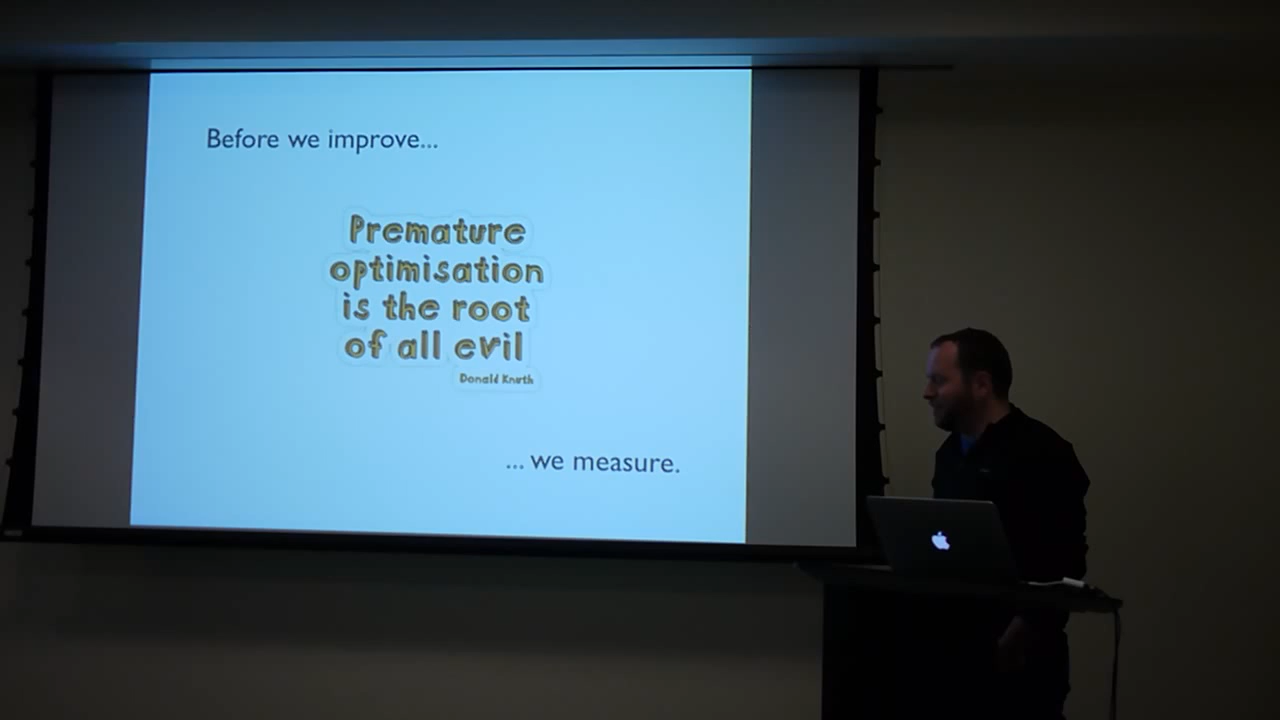 Before we improve...
Premature
optimisation
is the root
of all evil
Donald Knuth
... we measure.